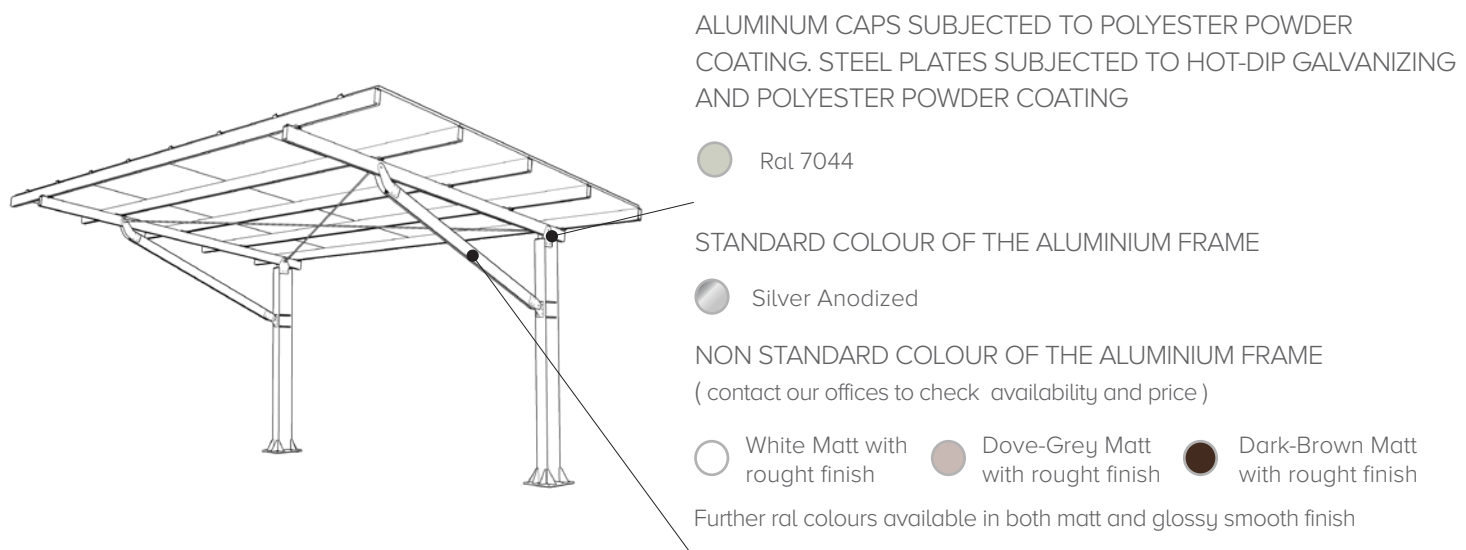 ALUMINUM CAPS SUBJECTED TO POLYESTER POWDER
COATING. STEEL PLATES SUBJECTED TO HOT-DIP GALVANIZING
AND POLYESTER POWDER COATING
Ral 7044
STANDARD COLOUR OF THE ALUMINIUM FRAME
Silver Anodized
NON STANDARD COLOUR OF THE ALUMINIUM FRAME
( contact our offices to check availability and price )
White Matt with
rought finish
Dove-Grey Matt
with rought finish
Dark-Brown Matt
with rought finish
Further ral colours available in both matt and glossy smooth finish